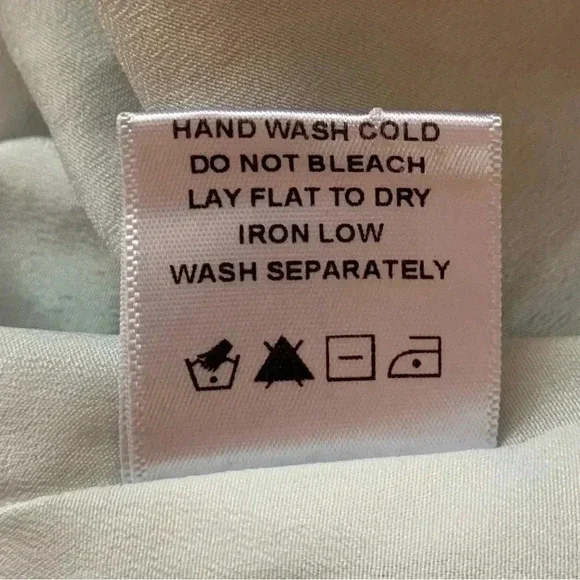 HAND WASH COLD
DO NOT BLEACH
LAY FLAT TO DRY
IRON LOW
WASH SEPARATELY